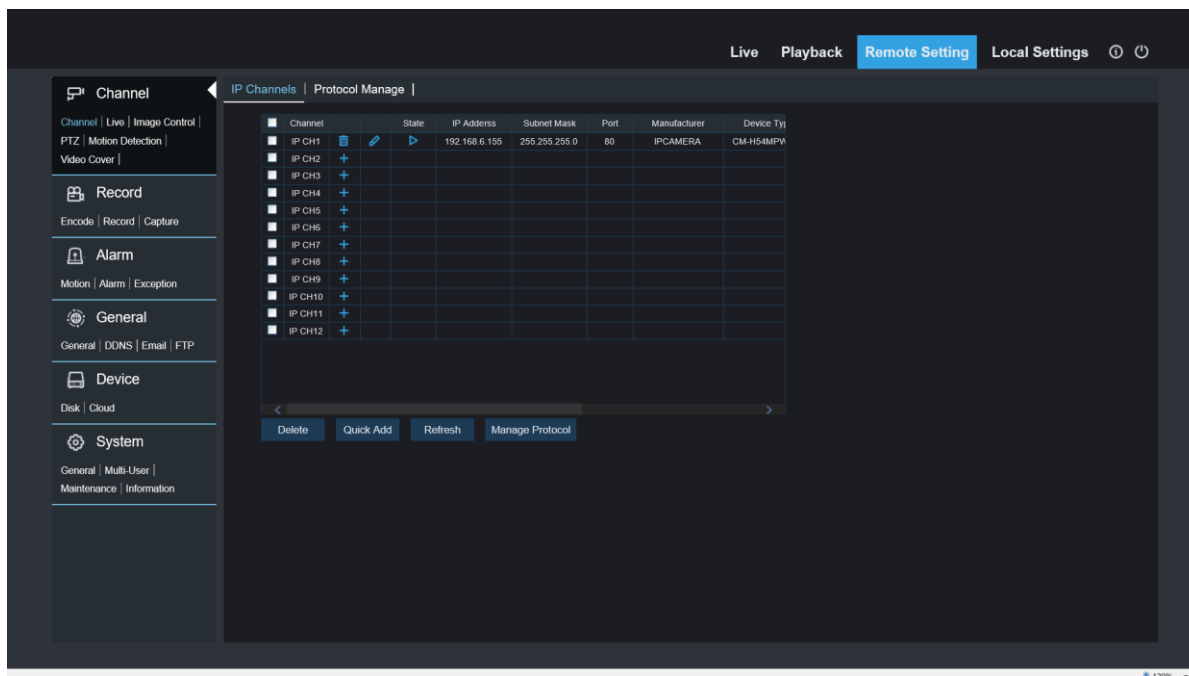 Live Playback Remote Setting Local Settings
Channel
Channel | Live | Image Control |
PTZ | Motion Detection |
Video Cover |
Record
Encode | Record | Capture
Alarm
Motion | Alarm | Exception
General
General | DDNS | Email | FTP
Device
Disk | Cloud
System
General | Multi-User |
Maintenance | Information
IP Channels | Protocol Manage |
Channel State IP Adderss Subnet Mask Port Manufacturer Device Typ
IP CH1 192.168.6.155 255.255.255.0 80 IPCAMERA CM-H54MPW
IP CH2
IP CH3
IP CH4
IP CH5
IP CH6
IP CH7
IP CH8
IP CH9
IP CH10
IP CH11
IP CH12
Delete Quick Add Refresh Manage Protocol